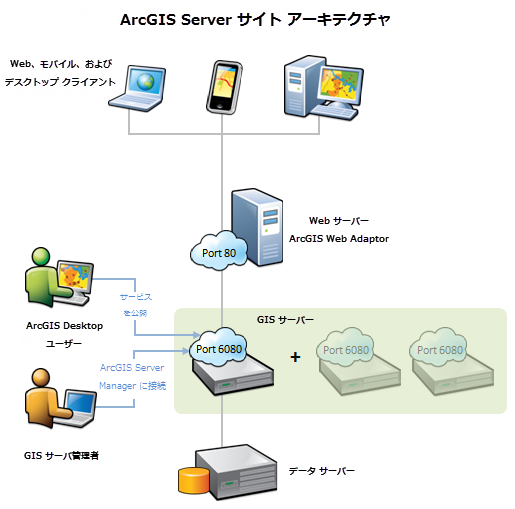 ArcGIS Server サイト アーキテクチャ
Web、モバイル、および
デスクトップ クライアント
Web サーバー
ArcGIS Web Adaptor
Port 80
サービス
を公開
ArcGIS Desktop
ユーザー
GIS サーバー
Port 6080
+
Port 6080
Port 6080
ArcGIS Server
Manager に接続
GIS サーバ管理者
データ サーバー